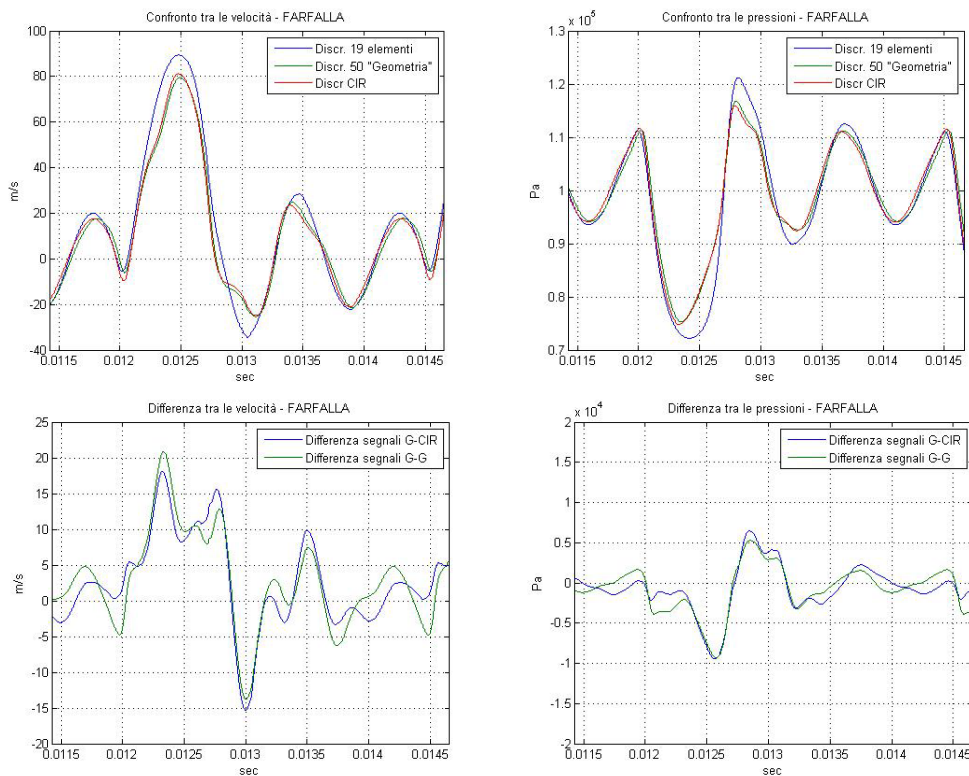 Confronto tra le velocità - FARFALLA
100
80
60
40
20
0
-20
-40
m/s
Discr. 19 elementi
Discr. 50 "Geometria"
Discr CIR
0.0115 0.012 0.0125 0.013 0.0135 0.014 0.0145
sec
Confronto tra le pressioni - FARFALLA
x 10^5
1.3
1.2
1.1
1
0.9
0.8
0.7
Pa
Discr. 19 elementi
Discr. 50 "Geometria"
Discr CIR
0.0115 0.012 0.0125 0.013 0.0135 0.014 0.0145
sec
Differenza tra le velocità - FARFALLA
25
20
15
10
5
0
-5
-10
-15
-20
m/s
Differenza segnali G-CIR
Differenza segnali G-G
0.0115 0.012 0.0125 0.013 0.0135 0.014 0.0145
sec
Differenza tra le pressioni - FARFALLA
x 10^4
2
1.5
1
0.5
0
-0.5
-1
-1.5
-2
Pa
Differenza segnali G-CIR
Differenza segnali G-G
0.0115 0.012 0.0125 0.013 0.0135 0.014 0.0145
sec